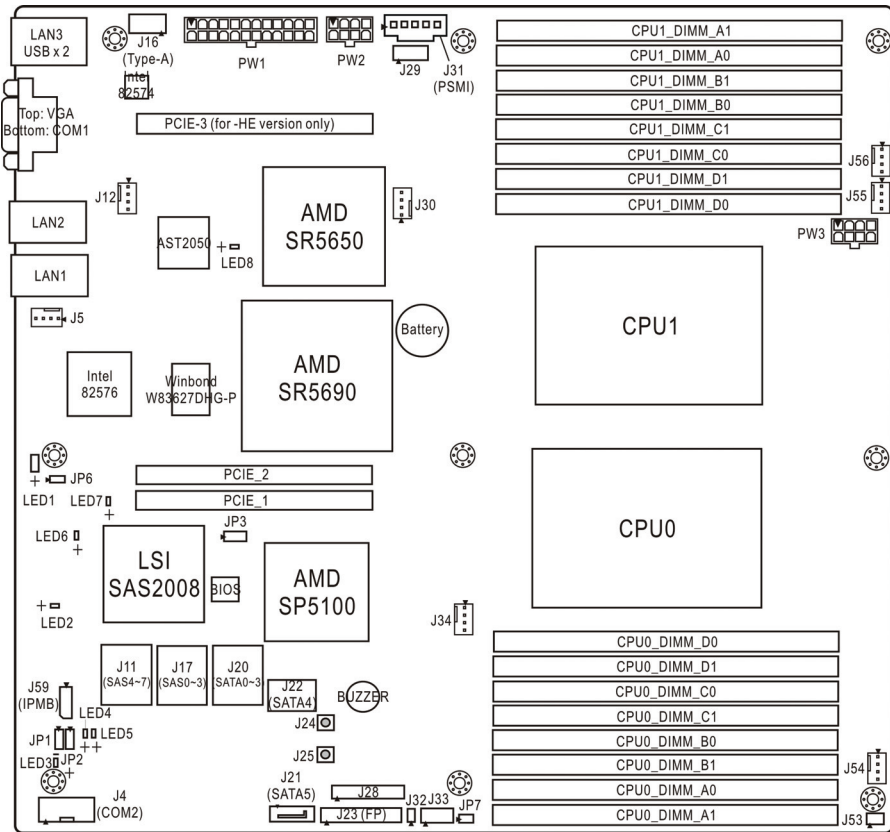 LAN3
USB x 2
J16
(Type-A)
Intel
82574
PW1
PW2
J29
J31
(PSMI)
CPU1_DIMM_A1
CPU1_DIMM_A0
CPU1_DIMM_B1
CPU1_DIMM_B0
CPU1_DIMM_C1
CPU1_DIMM_C0
CPU1_DIMM_D1
CPU1_DIMM_D0
Top: VGA
Bottom: COM1
PCIE-3 (for -HE version only)
J56
J55
PW3
J12
AMD
SR5650
J30
LAN2
AST2050
+
LED8
LAN1
J5
Battery
CPU1
AMD
SR5690
Intel
82576
Winbond
W83627DHG-P
PCIE_2
PCIE_1
+
LED1
JP6
LED7
+
LED6
+
JP3
CPU0
LSI
SAS2008
BIOS
AMD
SP5100
+
LED2
J34
CPU0_DIMM_D0
CPU0_DIMM_D1
CPU0_DIMM_C0
CPU0_DIMM_C1
CPU0_DIMM_B0
CPU0_DIMM_B1
CPU0_DIMM_A0
CPU0_DIMM_A1
J11
(SAS4~7)
J17
(SAS0~3)
J20
(SATA0~3)
J22
(SATA4)
BUZZER
J59
(IPMB)
LED4
LED5
++
JP1
JP2
LED3
+
J24
J25
J4
(COM2)
J21
(SATA5)
J28
J23 (FP)
J32
J33
JP7
J54
J53